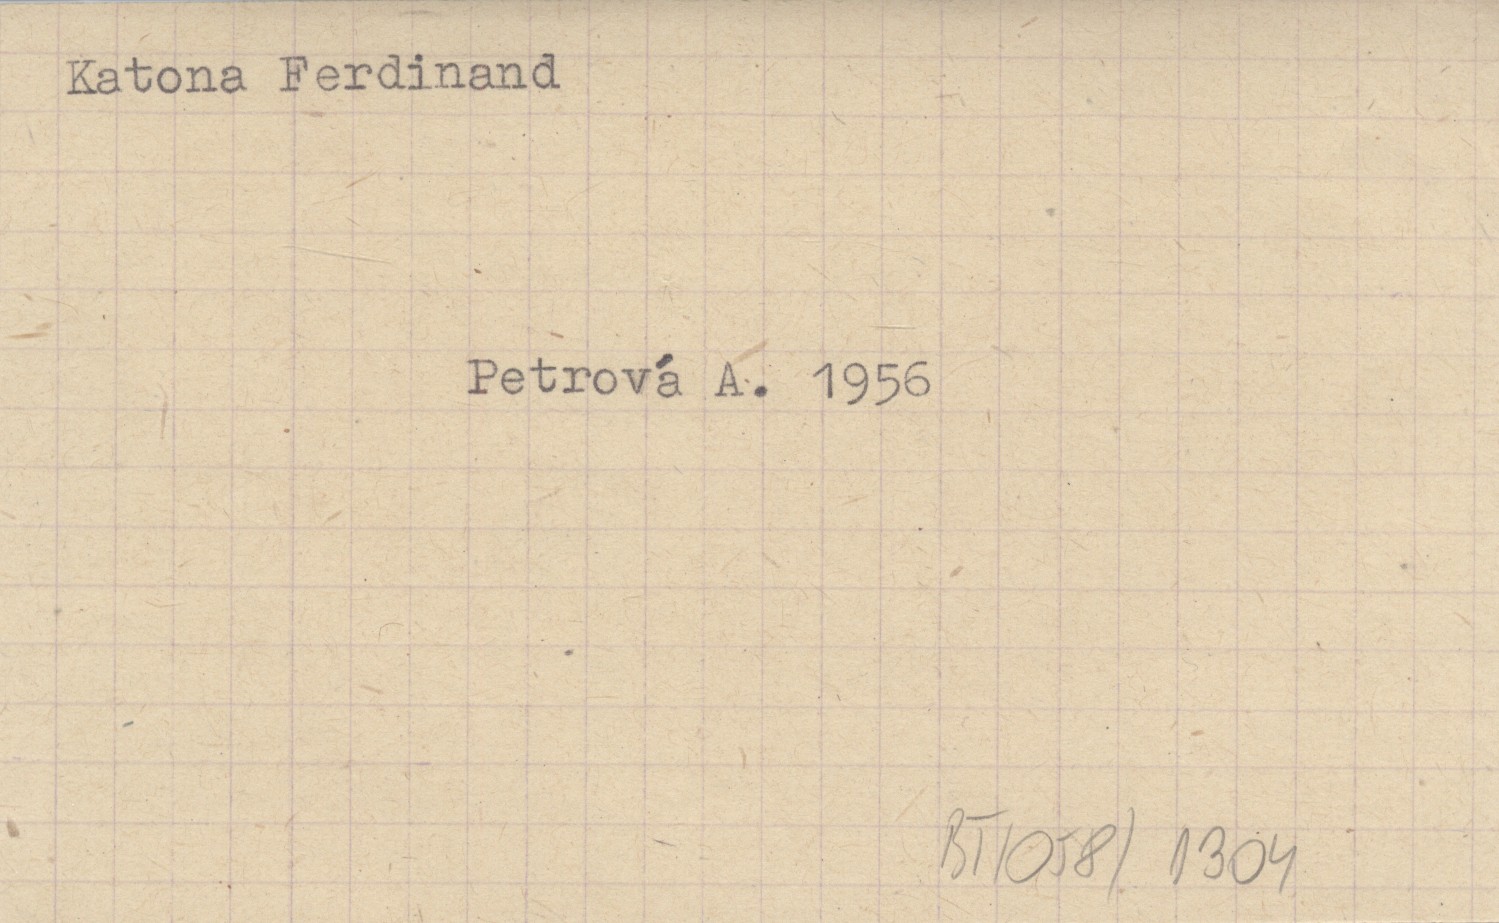 Katona Ferdinand
Petrová A. 1956
BT/058/ 1304